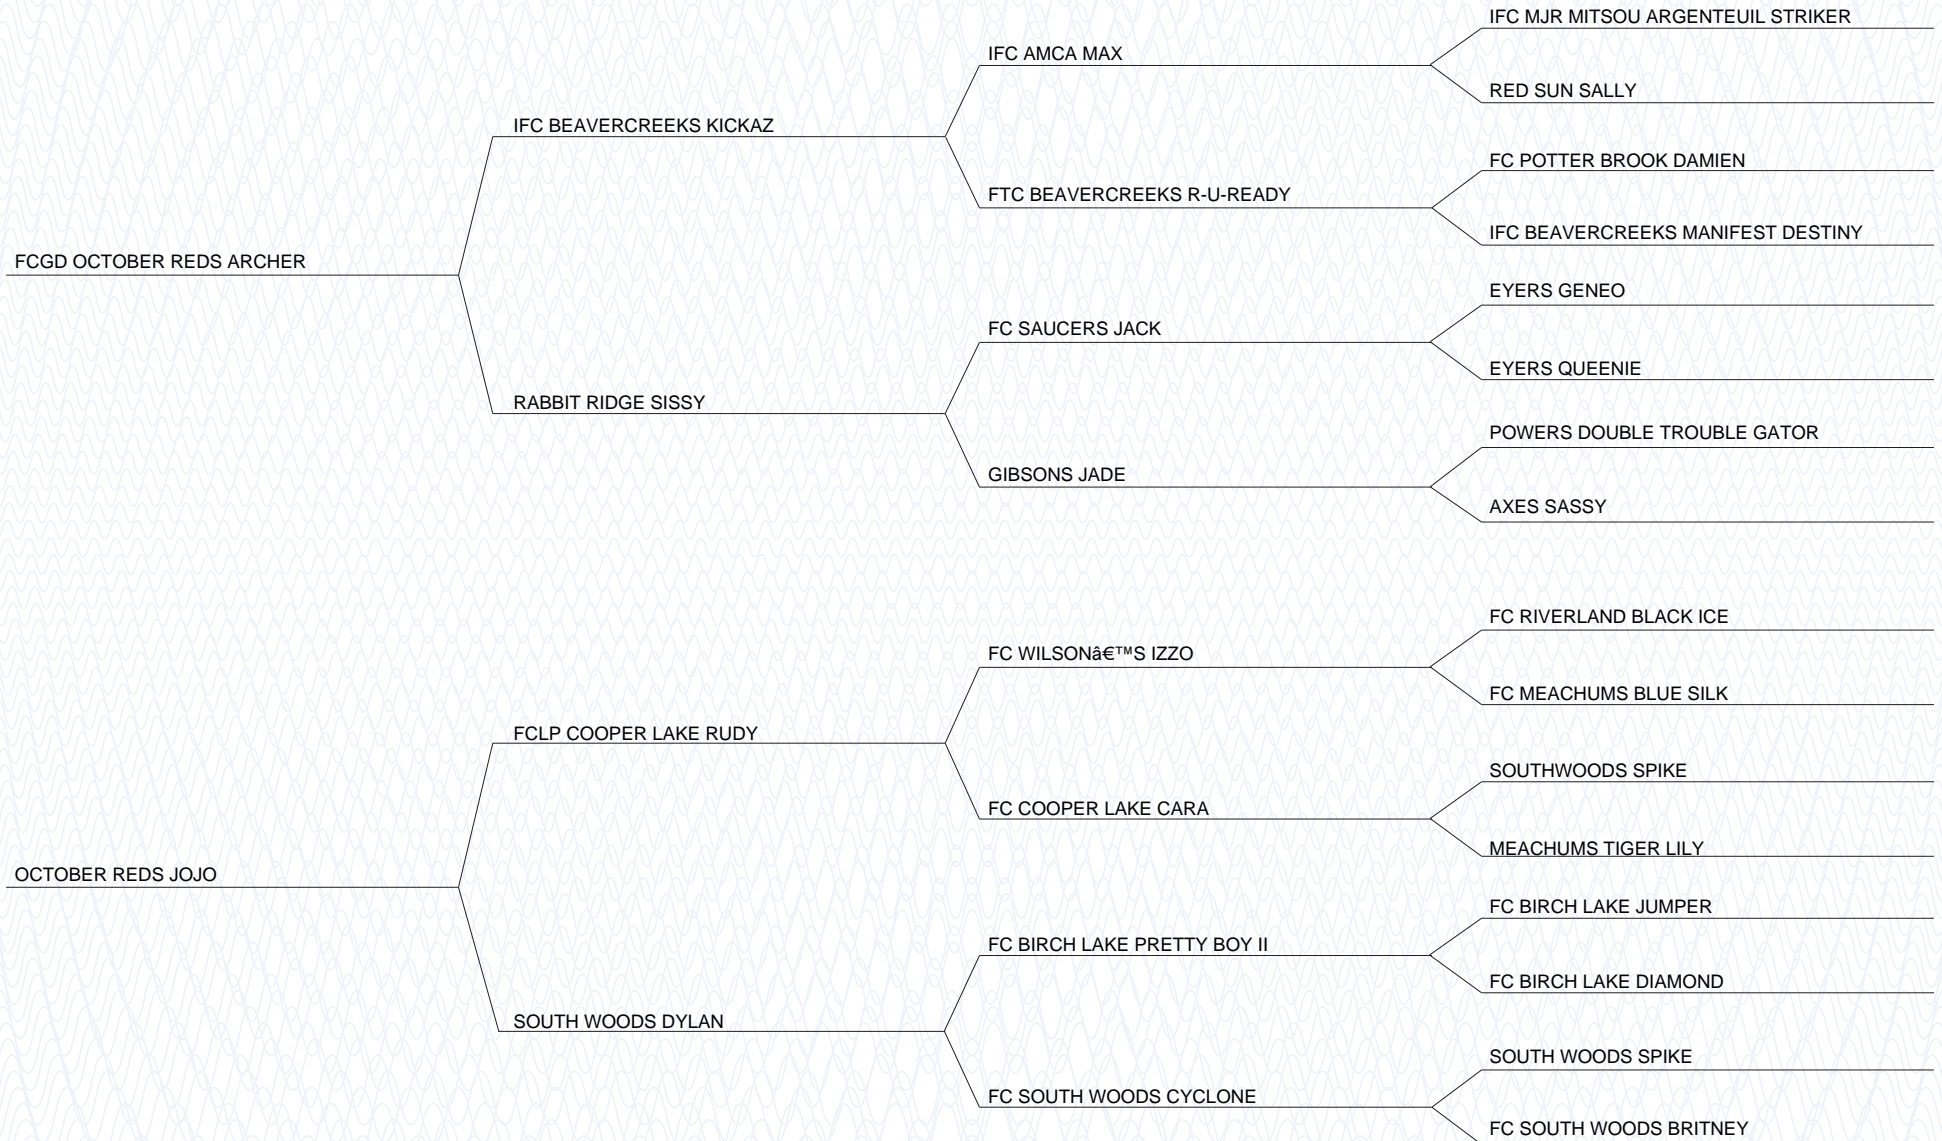 IFC MJR MITSOU ARGENTEUIL STRIKER
IFC AMCA MAX
RED SUN SALLY
IFC BEAVERCREEKS KICKAZ
FC POTTER BROOK DAMIEN
FTC BEAVERCREEKS R-U-READY
IFC BEAVERCREEKS MANIFEST DESTINY
FCGD OCTOBER REDS ARCHER
EYERS GENEO
FC SAUCERS JACK
EYERS QUEENIE
RABBIT RIDGE SISSY
POWERS DOUBLE TROUBLE GATOR
GIBSONS JADE
AXES SASSY
FC RIVERLAND BLACK ICE
FC WILSON’S IZZO
FC MEACHUMS BLUE SILK
FCLP COOPER LAKE RUDY
SOUTHWOODS SPIKE
FC COOPER LAKE CARA
MEACHUMS TIGER LILY
OCTOBER REDS JOJO
FC BIRCH LAKE JUMPER
FC BIRCH LAKE PRETTY BOY II
FC BIRCH LAKE DIAMOND
SOUTH WOODS DYLAN
SOUTH WOODS SPIKE
FC SOUTH WOODS CYCLONE
FC SOUTH WOODS BRITNEY